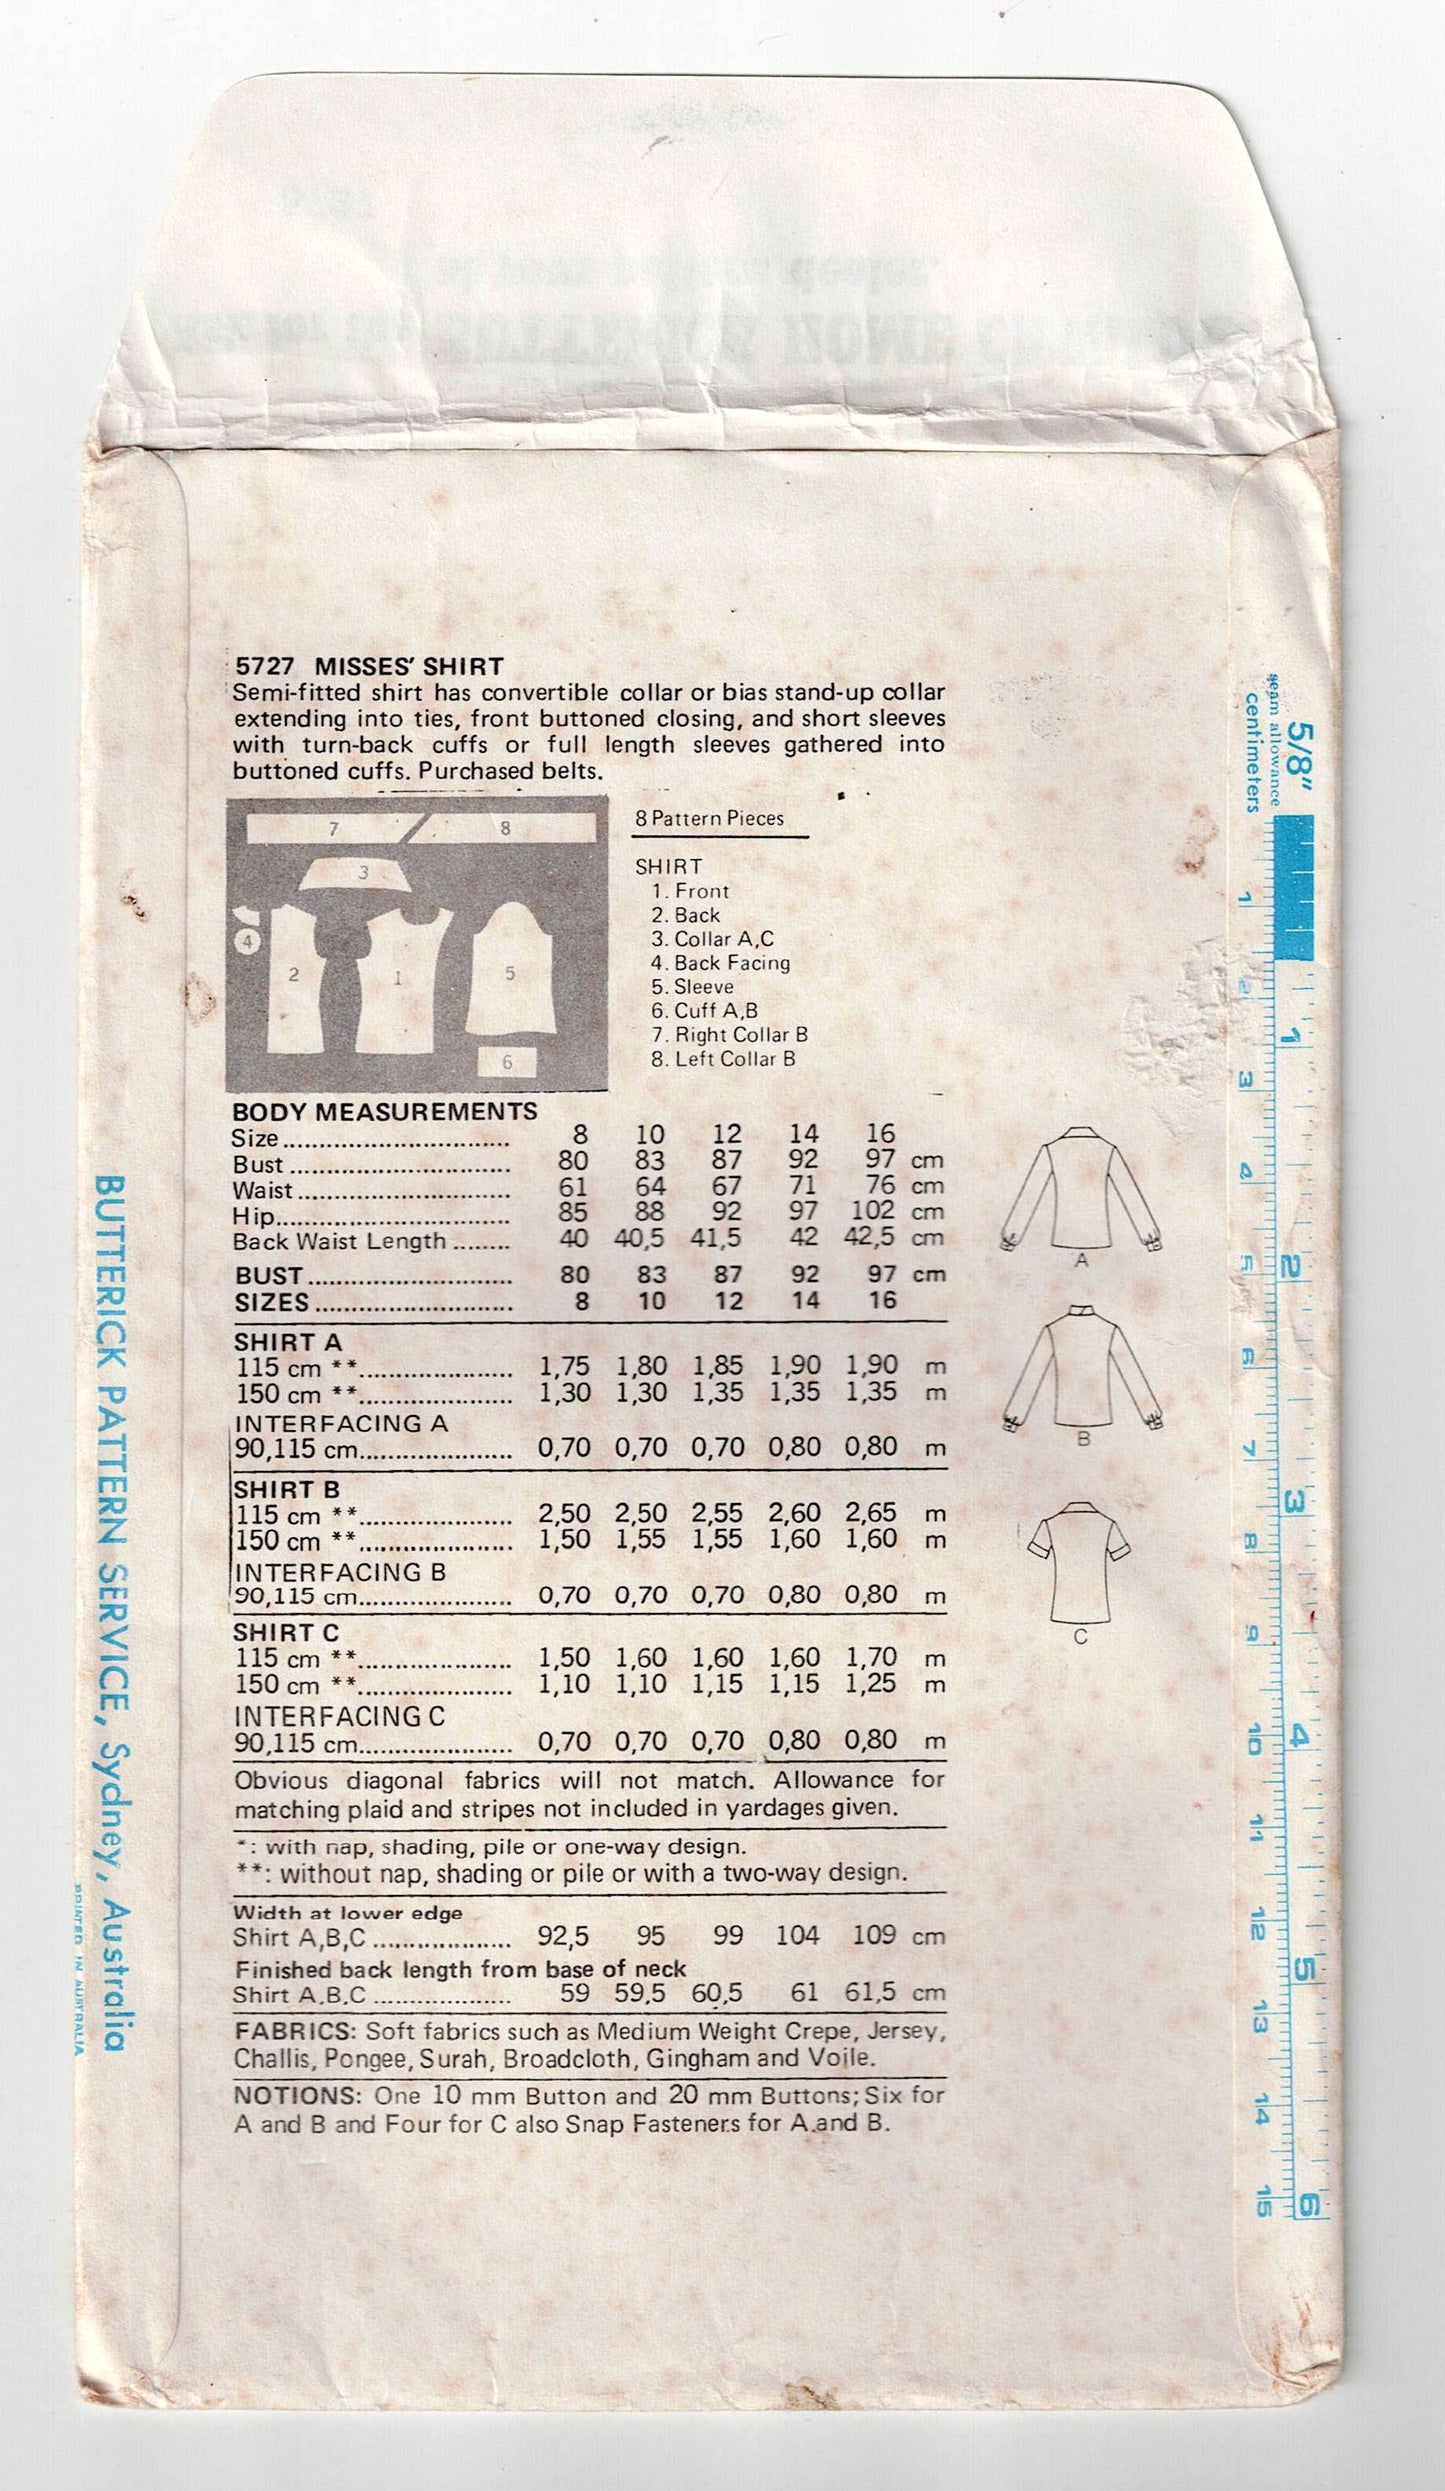 5727 MISSES' SHIRT
Semi-fitted shirt has convertible collar or bias stand-up collar
extending into ties, front buttoned closing, and short sleeves
with turn-back cuffs or full length sleeves gathered into
buttoned cuffs. Purchased belts.
7 8
3
4
2 1 5
6
8 Pattern Pieces
SHIRT
1. Front
2. Back
3. Collar A,C
4. Back Facing
5. Sleeve
6. Cuff A,B
7. Right Collar B
8. Left Collar B
BODY MEASUREMENTS
Size............................... 8 10 12 14 16
Bust.............................. 80 83 87 92 97 cm
Waist............................. 61 64 67 71 76 cm
Hip................................ 85 88 92 97 102 cm
Back Waist Length ........ 40 40,5 41,5 42 42,5 cm
BUST............................ 80 83 87 92 97 cm
SIZES........................... 8 10 12 14 16
SHIRT A
115 cm **..................... 1,75 1,80 1,85 1,90 1,90 m
150 cm **..................... 1,30 1,30 1,35 1,35 1,35 m
INTERFACING A
90,115 cm..................... 0,70 0,70 0,70 0,80 0,80 m
SHIRT B
115 cm **..................... 2,50 2,50 2,55 2,60 2,65 m
150 cm **..................... 1,50 1,55 1,55 1,60 1,60 m
INTERFACING B
90,115 cm..................... 0,70 0,70 0,70 0,80 0,80 m
SHIRT C
115 cm **..................... 1,50 1,60 1,60 1,60 1,70 m
150 cm **..................... 1,10 1,10 1,15 1,15 1,25 m
INTERFACING C
90,115 cm..................... 0,70 0,70 0,70 0,80 0,80 m
Obvious diagonal fabrics will not match. Allowance for
matching plaid and stripes not included in yardages given.
*: with nap, shading, pile or one-way design.
**: without nap, shading or pile or with a two-way design.
Width at lower edge
Shirt A,B,C ................... 92,5 95 99 104 109 cm
Finished back length from base of neck
Shirt A,B,C ................... 59 59,5 60,5 61 61,5 cm
FABRICS: Soft fabrics such as Medium Weight Crepe, Jersey,
Challis, Pongee, Surah, Broadcloth, Gingham and Voile.
NOTIONS: One 10 mm Button and 20 mm Buttons; Six for
A and B and Four for C also Snap Fasteners for A and B.
A
B
C
BUTTERICK PATTERN SERVICE, Sydney, Australia
PRINTED IN AUSTRALIA
5/8"
seam allowance
centimeters
1 2 3 4 5 6 7 8 9 10 11 12 13 14 15
1 2 3 4 5 6